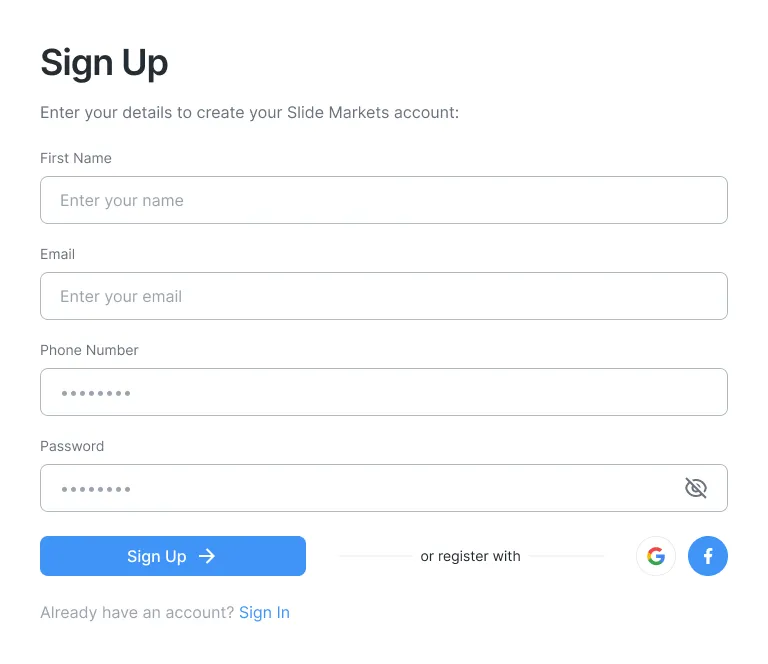 Sign Up
Enter your details to create your Slide Markets account:
First Name
Enter your name
Email
Enter your email
Phone Number
••••••••
Password
••••••••
Sign Up → or register with G f
Already have an account? Sign In